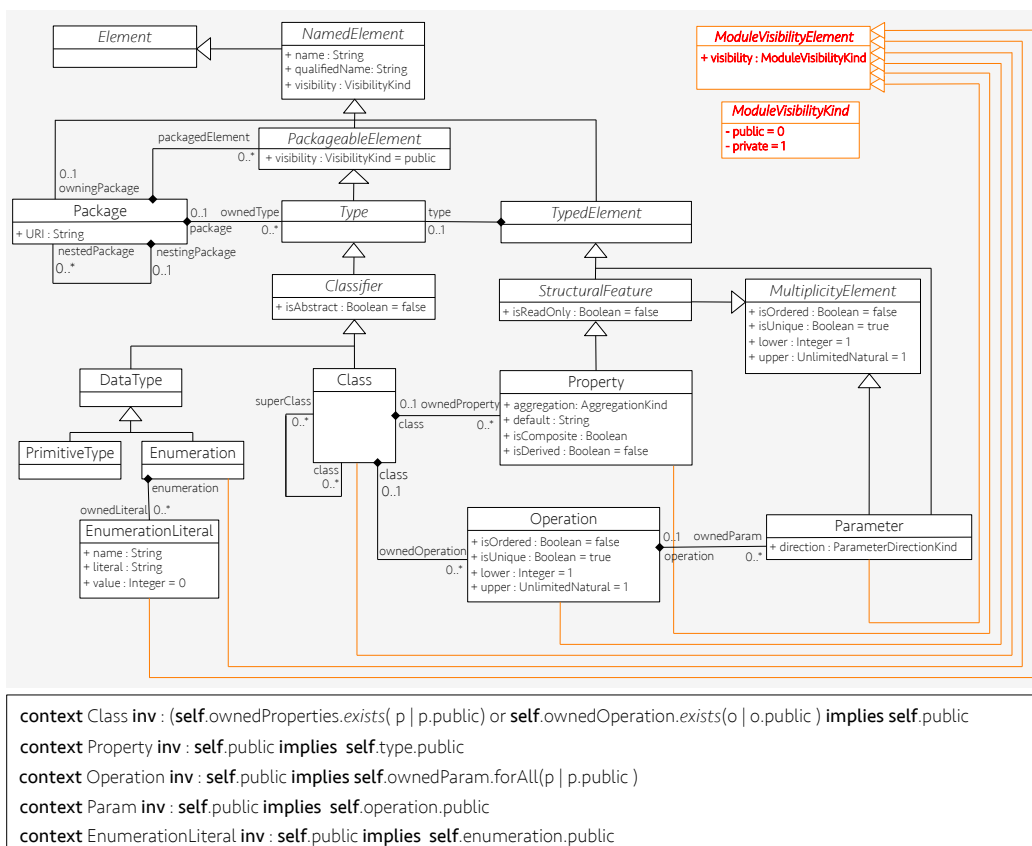 Element
NamedElement
+ name : String
+ qualifiedName: String
+ visibility : VisibilityKind
ModuleVisibilityElement
+ visibility : ModuleVisibilityKind
ModuleVisibilityKind
- public = 0
- private = 1
packagedElement
0..*
PackageableElement
+ visibility : VisibilityKind = public
0..1
owningPackage
Package
+ URI : String
0..1
package
ownedType
0..*
Type
type
0..1
TypedElement
nestedPackage
0..*
nestingPackage
0..1
Classifier
+ isAbstract : Boolean = false
StructuralFeature
+ isReadOnly : Boolean = false
MultiplicityElement
+ isOrdered : Boolean = false
+ isUnique : Boolean = true
+ lower : Integer = 1
+ upper : UnlimitedNatural = 1
DataType
Class
superClass
0..*
class
0..*
0..1
class
ownedProperty
0..*
Property
+ aggregation: AggregationKind
+ default : String
+ isComposite : Boolean
+ isDerived : Boolean = false
PrimitiveType
Enumeration
enumeration
ownedLiteral
0..*
class
0..1
EnumerationLiteral
+ name : String
+ literal : String
+ value : Integer = 0
ownedOperation
0..*
Operation
+ isOrdered : Boolean = false
+ isUnique : Boolean = true
+ lower : Integer = 1
+ upper : UnlimitedNatural = 1
0..1
operation
ownedParam
0..*
Parameter
+ direction : ParameterDirectionKind
context Class inv : (self.ownedProperties.exists( p | p.public) or self.ownedOperation.exists(o | o.public ) implies self.public
context Property inv : self.public implies self.type.public
context Operation inv : self.public implies self.ownedParam.forAll(p | p.public )
context Param inv : self.public implies self.operation.public
context EnumerationLiteral inv : self.public implies self.enumeration.public